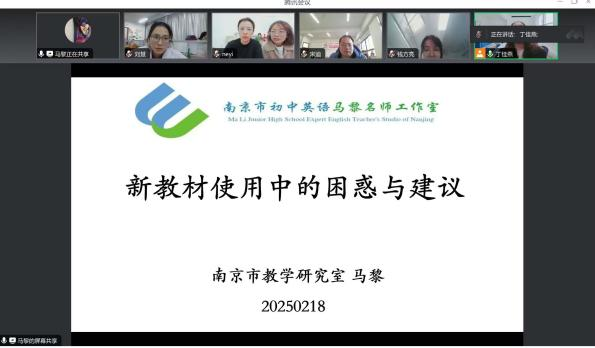 腾讯会议
马黎正在共享
刘慧
neyi
宋迪
钱方亮
正在讲话: 丁佳燕;
丁佳燕
南京市初中英语马黎名师工作室
Ma Li Junior High School Expert English Teacher's Studio of Nanjing
新教材使用中的困惑与建议
南京市教学研究室 马黎
20250218
马黎的屏幕共享